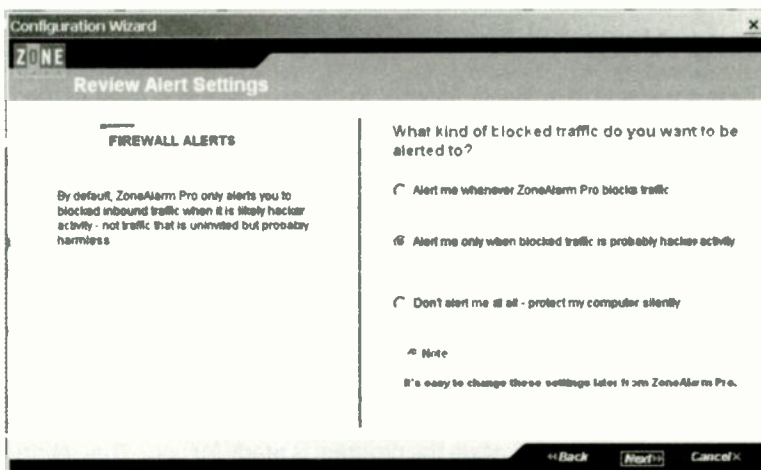 Configuration Wizard
ZONE
Review Alert Settings
FIREWALL ALERTS
By default, ZoneAlarm Pro only alerts you to
blocked inbound traffic when it is likely hacker
activity - not traffic that is uninvited but probably
harmless
What kind of blocked traffic do you want to be
alerted to?
Alert me whenever ZoneAlarm Pro blocks traffic
Alert me only when blocked traffic is probably hacker activity
Don't alert me at all - protect my computer silently
Note
It's easy to change these settings later from ZoneAlarm Pro.
Back
Next
Cancel